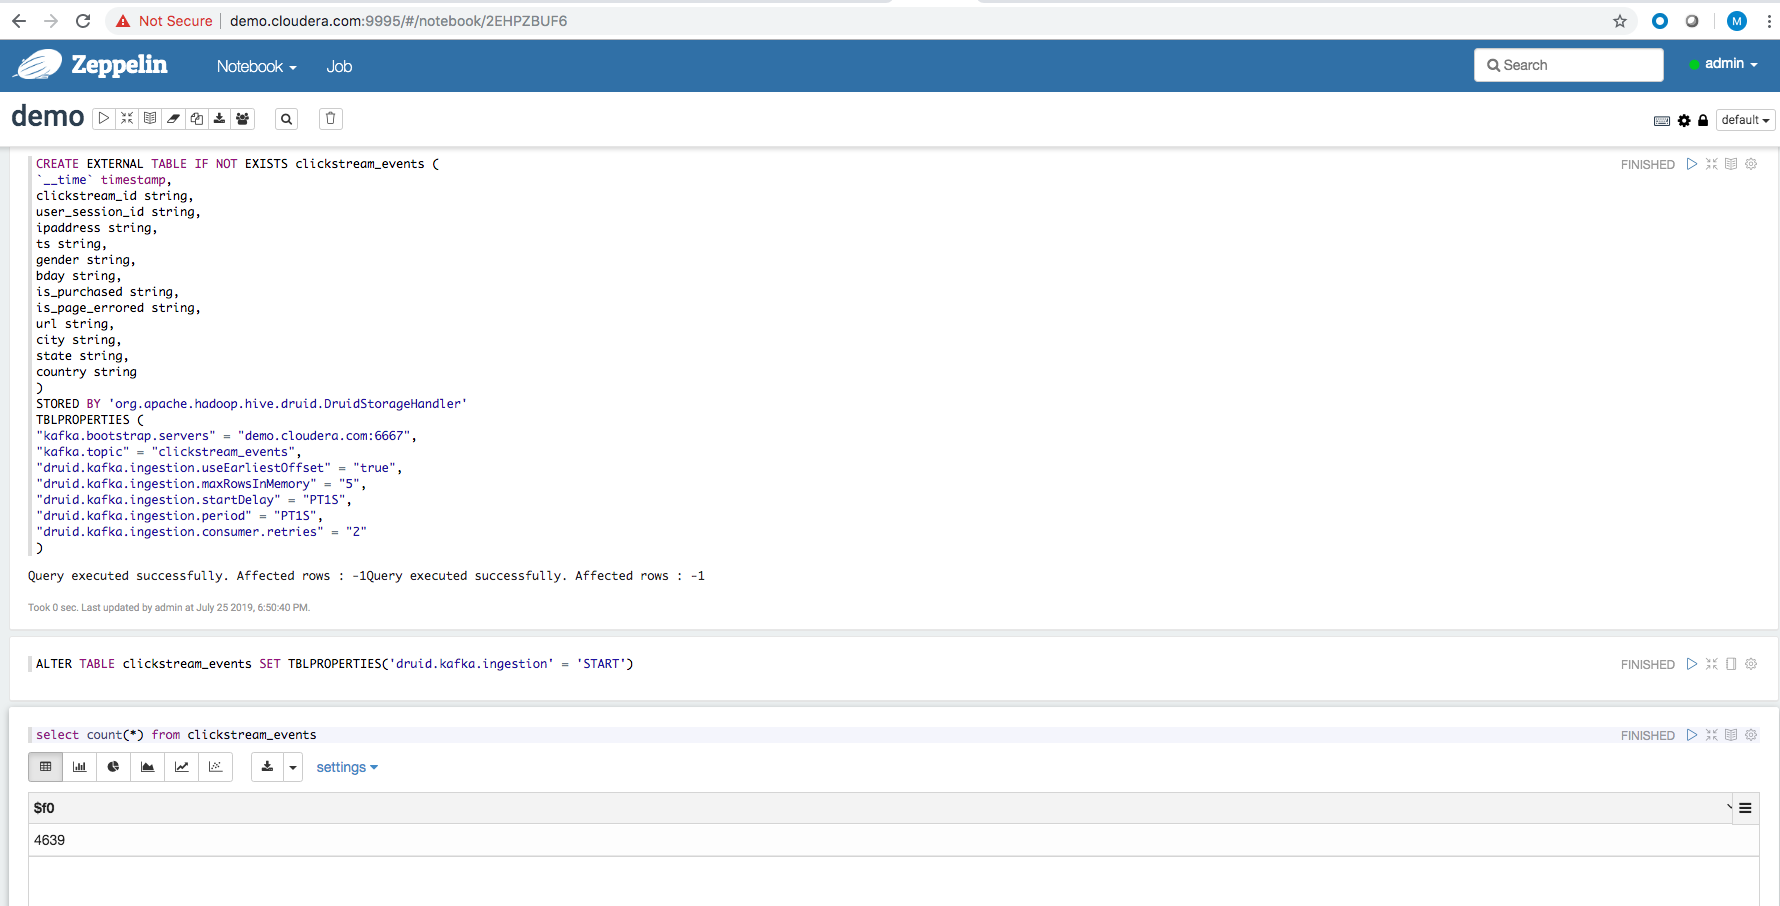 Not Secure | demo.cloudera.com:9995/#/notebook/2EHPZBUF6
M
Zeppelin Notebook Job Search admin
demo default
CREATE EXTERNAL TABLE IF NOT EXISTS clickstream_events ( FINISHED
`__time` timestamp,
clickstream_id string,
user_session_id string,
ipaddress string,
ts string,
gender string,
bday string,
is_purchased string,
is_page_errored string,
url string,
city string,
state string,
country string
)
STORED BY 'org.apache.hadoop.hive.druid.DruidStorageHandler'
TBLPROPERTIES (
"kafka.bootstrap.servers" = "demo.cloudera.com:6667",
"kafka.topic" = "clickstream_events",
"druid.kafka.ingestion.useEarliestOffset" = "true",
"druid.kafka.ingestion.maxRowsInMemory" = "5",
"druid.kafka.ingestion.startDelay" = "PT1S",
"druid.kafka.ingestion.period" = "PT1S",
"druid.kafka.ingestion.consumer.retries" = "2"
)
Query executed successfully. Affected rows : -1Query executed successfully. Affected rows : -1
Took 0 sec. Last updated by admin at July 25 2019, 6:50:40 PM.
ALTER TABLE clickstream_events SET TBLPROPERTIES('druid.kafka.ingestion' = 'START') FINISHED
select count(*) from clickstream_events FINISHED
settings
$f0
4639